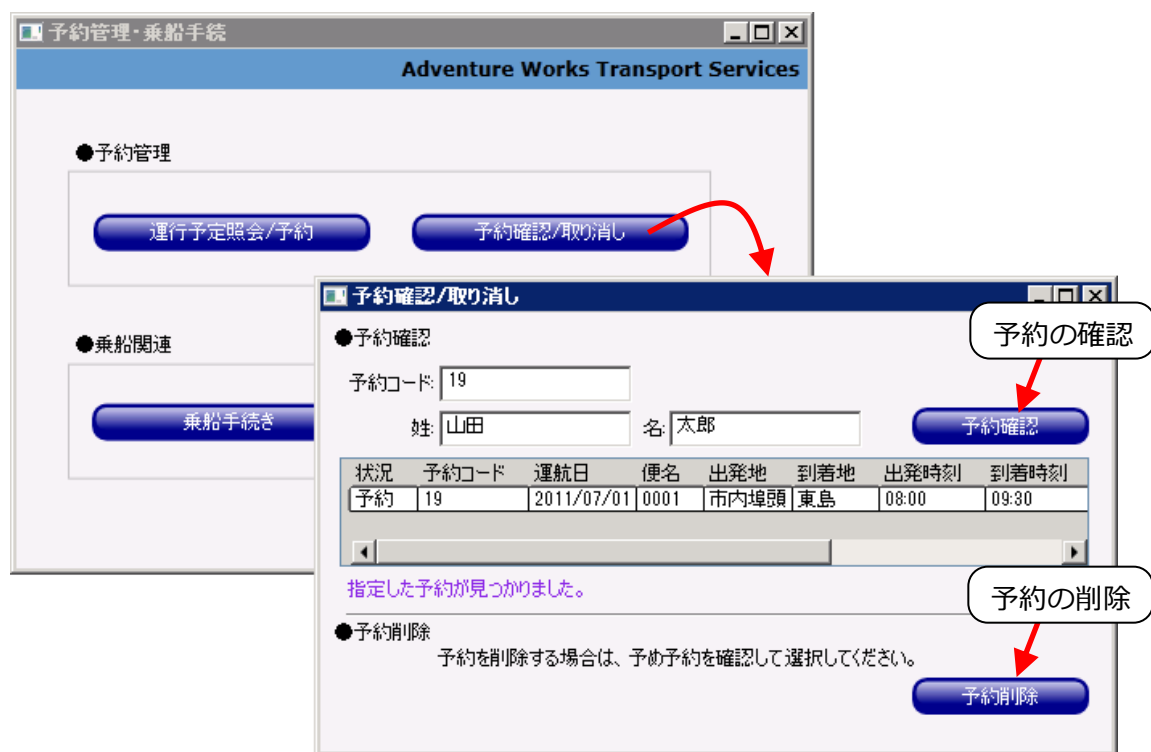 予約管理・乗船手続
Adventure Works Transport Services
●予約管理
運行予定照会/予約 予約確認/取り消し
●乗船関連
乗船手続き
予約確認/取り消し
●予約確認
予約の確認
予約コード: 19
姓: 山田 名: 太郎 予約確認
状況 予約コード 運航日 便名 出発地 到着地 出発時刻 到着時刻
予約 19 2011/07/01 0001 市内埠頭 東島 08:00 09:30
指定した予約が見つかりました。
予約の削除
●予約削除
予約を削除する場合は、予め予約を確認して選択してください。
予約削除